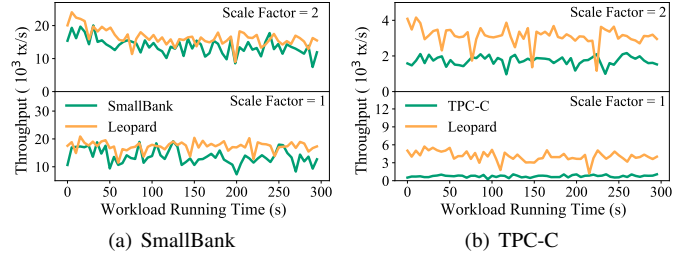 Throughput ( 10³ tx/s)
Scale Factor = 2
20
10
0
Scale Factor = 1
SmallBank
Leopard
30
20
10
0 50 100 150 200 250 300
Workload Running Time (s)
(a) SmallBank
Throughput ( 10³ tx/s)
Scale Factor = 2
4
2
0
Scale Factor = 1
TPC-C
Leopard
12
9
6
3
0
0 50 100 150 200 250 300
Workload Running Time (s)
(b) TPC-C